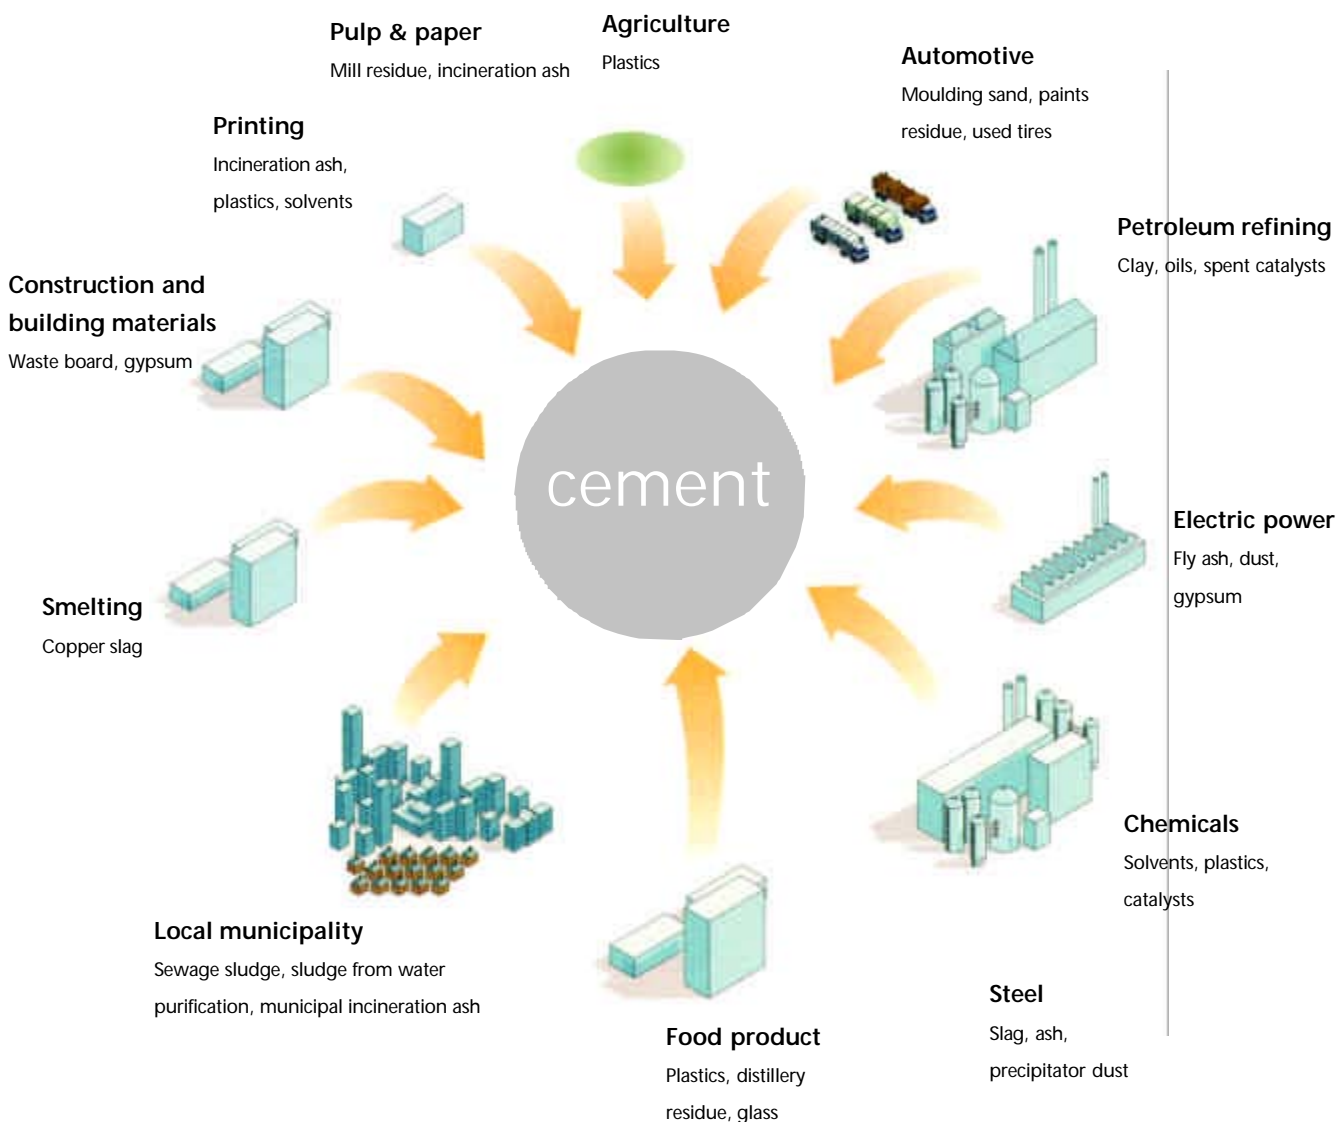 Pulp & paper
Mill residue, incineration ash
Agriculture
Plastics
Automotive
Moulding sand, paints
residue, used tires
Printing
Incineration ash,
plastics, solvents
Petroleum refining
Clay, oils, spent catalysts
Construction and
building materials
Waste board, gypsum
cement
Electric power
Fly ash, dust,
gypsum
Smelting
Copper slag
Chemicals
Solvents, plastics,
catalysts
Local municipality
Sewage sludge, sludge from water
purification, municipal incineration ash
Steel
Slag, ash,
precipitator dust
Food product
Plastics, distillery
residue, glass